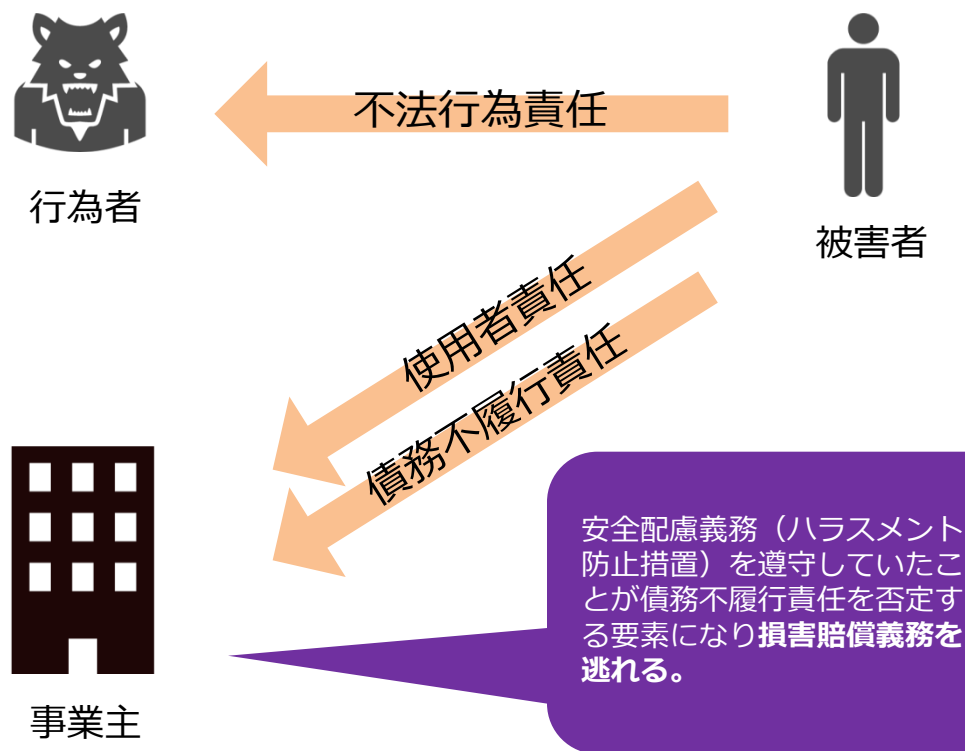 不法行為責任
行為者
被害者
使用者責任
債務不履行責任
安全配慮義務（ハラスメント
防止措置）を遵守していたこ
とが債務不履行責任を否定す
る要素になり損害賠償義務を
逃れる。
事業主